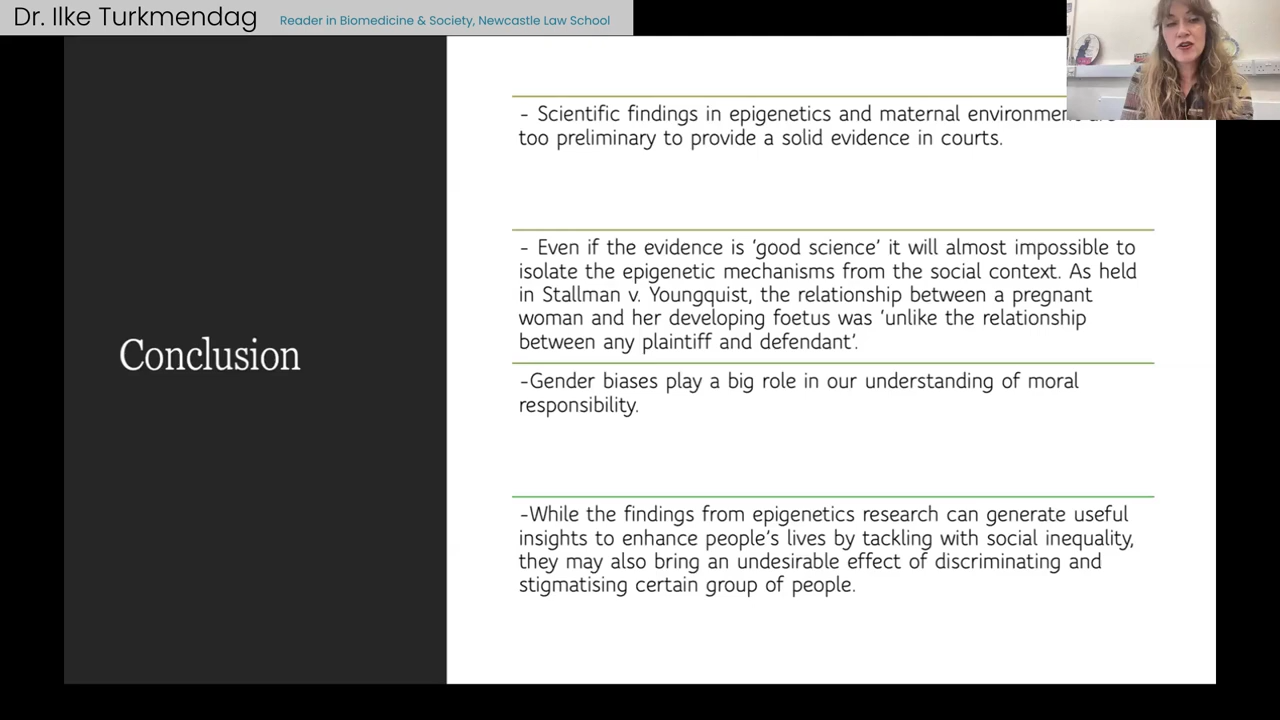 Dr. Ilke Turkmendag
Reader in Biomedicine & Society, Newcastle Law School
- Scientific findings in epigenetics and maternal
too preliminary to provide a solid evidence in courts.
- Even if the evidence is ‘good science’ it will almost impossible to
isolate the epigenetic mechanisms from the social context. As held
in Stallman v. Youngquist, the relationship between a pregnant
woman and her developing foetus was ‘unlike the relationship
between any plaintiff and defendant’.
Conclusion
-Gender biases play a big role in our understanding of moral
responsibility.
-While the findings from epigenetics research can generate useful
insights to enhance people’s lives by tackling with social inequality,
they may also bring an undesirable effect of discriminating and
stigmatising certain group of people.